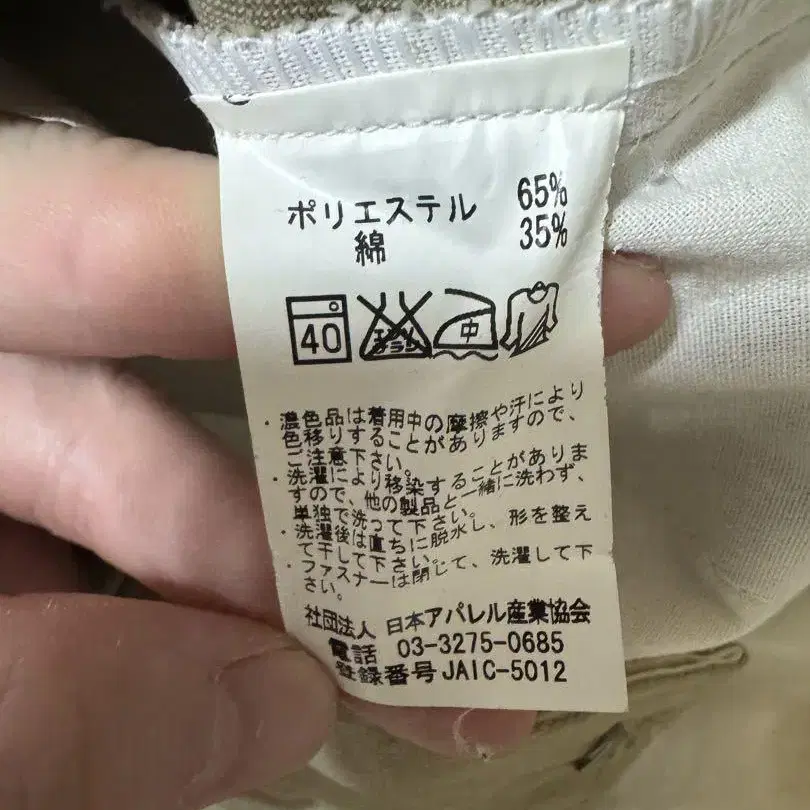 ポリエステル 65%
綿 35%
40
エンソ
ブラン
中
・濃色品は着用中の摩擦や汗により
色移りすることがありますので、
ご注意下さい。
・洗濯により移染することがありま
すので、他の製品と一緒に洗わず、
単独で洗って下さい。
・洗濯後は直ちに脱水し、形を整え
て干して下さい。
・ファスナーは閉じて、洗濯して下
さい。
社団法人 日本アパレル産業協会
電話 03-3275-0685
登録番号 JAIC-5012